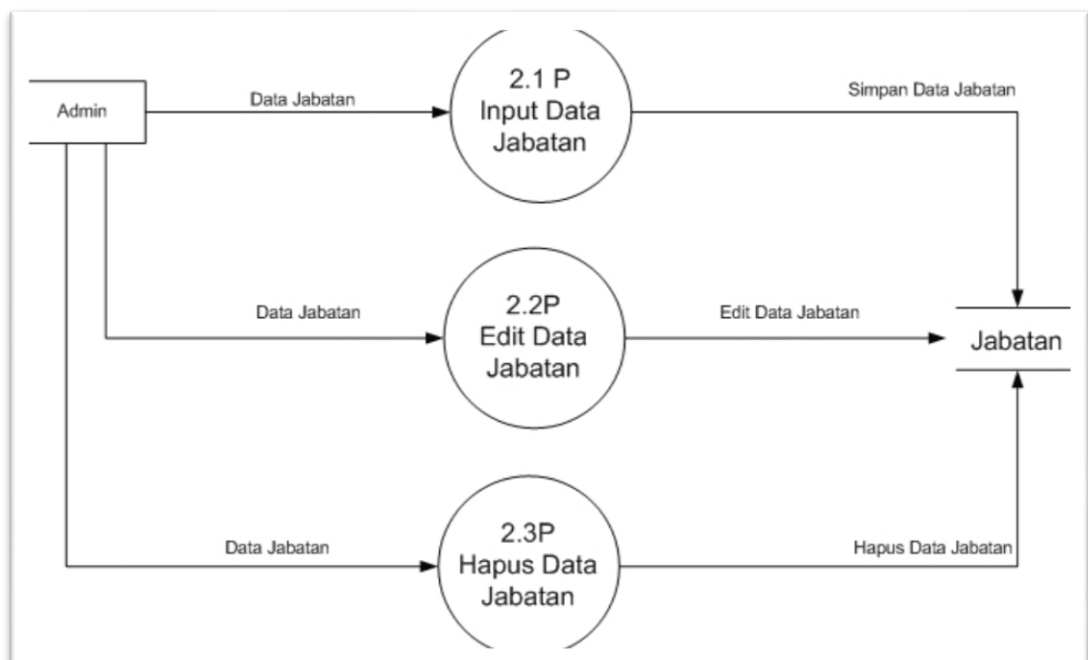 Admin
Data Jabatan
2.1 P
Input Data
Jabatan
Simpan Data Jabatan
Data Jabatan
2.2P
Edit Data
Jabatan
Edit Data Jabatan
Jabatan
Data Jabatan
2.3P
Hapus Data
Jabatan
Hapus Data Jabatan